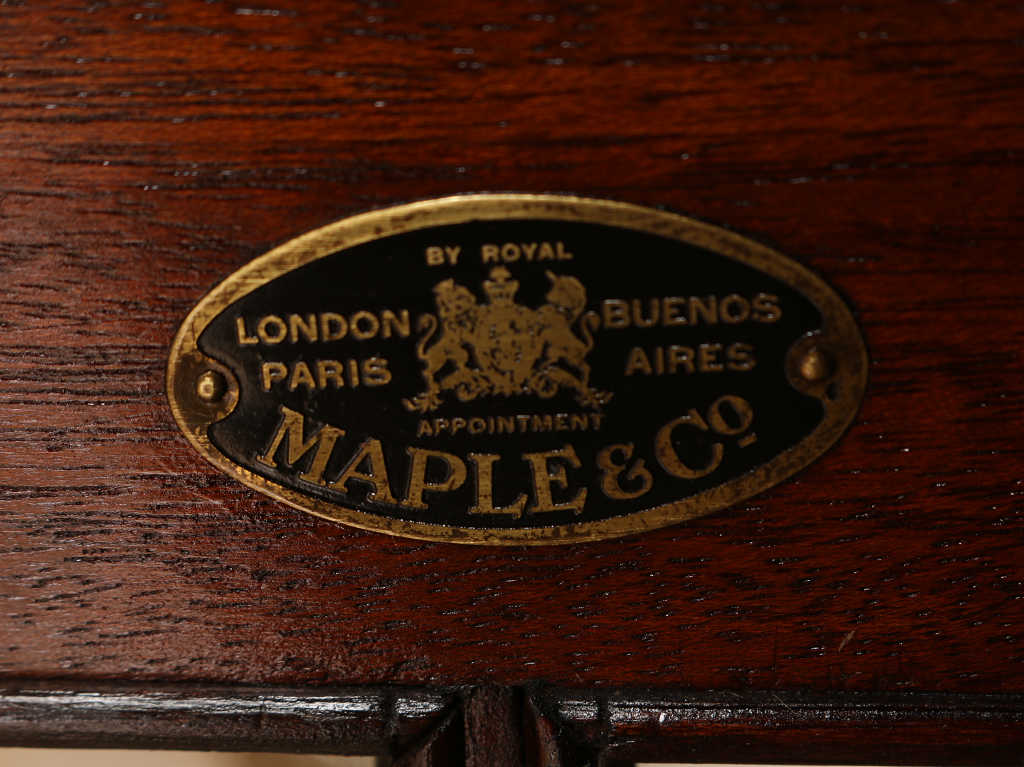 BY ROYAL
LONDON BUENOS
PARIS AIRES
APPOINTMENT
MAPLE & Co